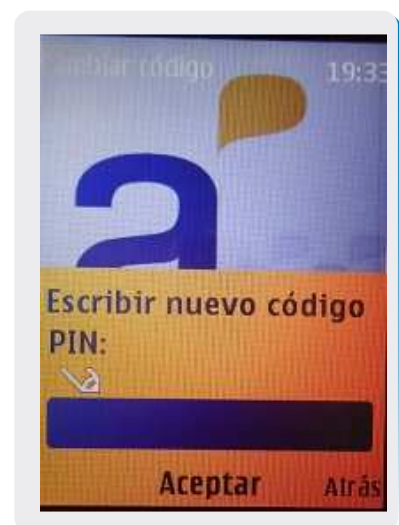 Cambiar código 19:33
a
Escribir nuevo código
PIN:
Aceptar Atrás